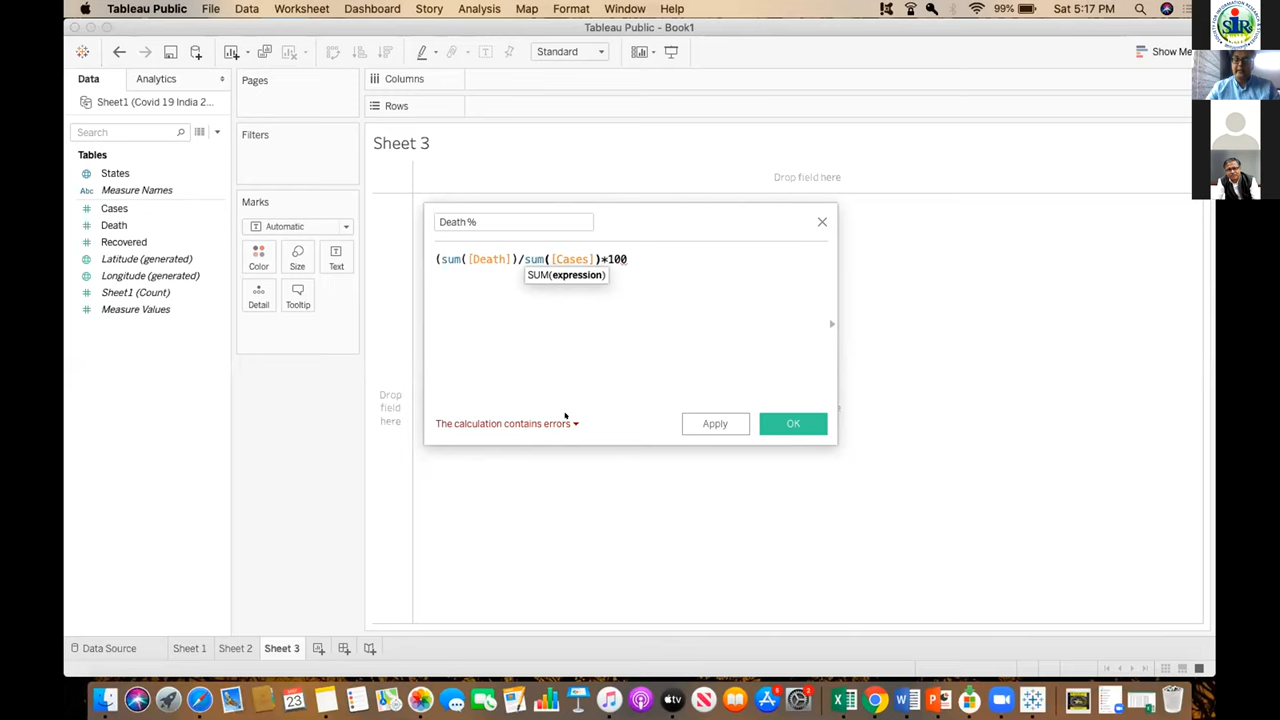 Tableau Public File Data Worksheet Dashboard Story Analysis Map Format Window Help 99% Sat 5:17 PM
Tableau Public - Book1
Standard Show Me
Data Analytics Pages Columns
Sheet1 (Covid 19 India 2... Rows
Search Filters
Sheet 3
Tables
States
Abc Measure Names
Cases
Death
Recovered
Latitude (generated)
Longitude (generated)
Sheet1 (Count)
Measure Values
Marks
Automatic
Color Size Text
Detail Tooltip
Drop field here
Drop
field
here
Death %
(sum([Death])/sum([Cases])*100
SUM(expression)
The calculation contains errors Apply OK
Data Source Sheet 1 Sheet 2 Sheet 3
SIR